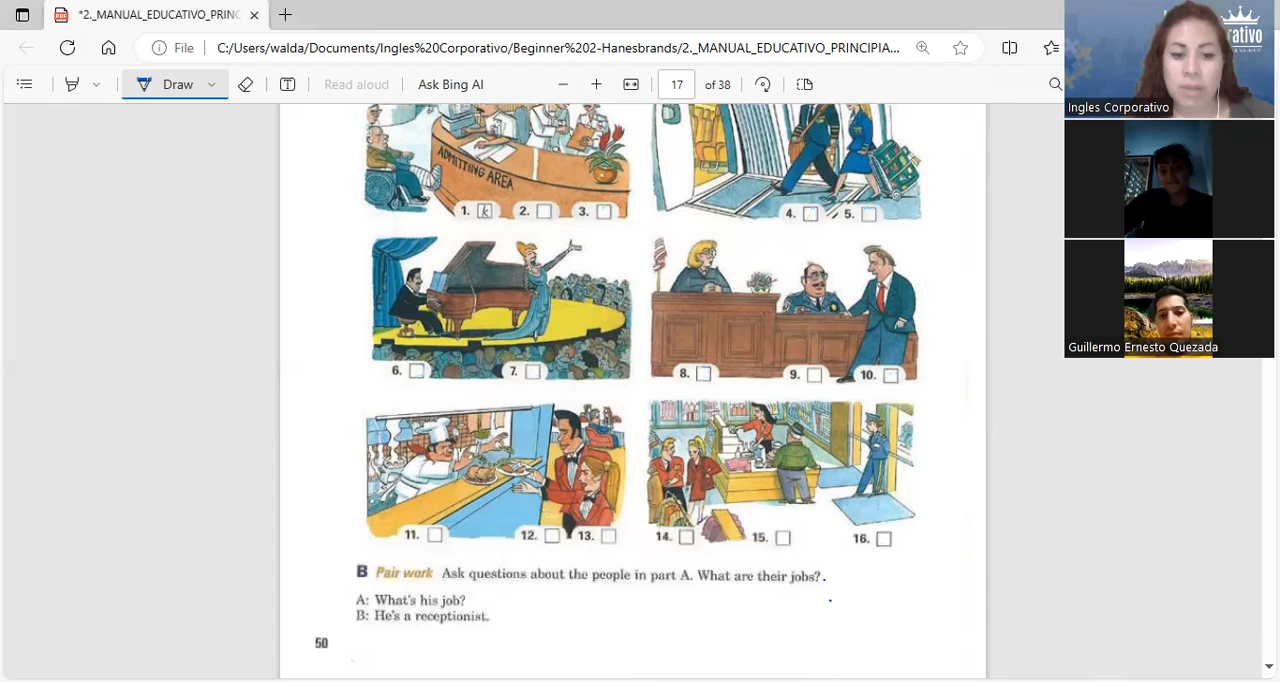 *2._MANUAL_EDUCATIVO_PRINC
File
C:/Users/walda/Documents/Ingles%20Corporativo/Beginner%202-Hanesbrands/2._MANUAL_EDUCATIVO_PRINCIPIA...
Draw
Read aloud
Ask Bing AI
17 of 38
Ingles Corporativo
Guillermo Ernesto Quezada
ADMITTING AREA
1. k 2. 3.
4. 5.
6. 7.
8. 9. 10.
11. 12. 13.
14. 15. 16.
B Pair work Ask questions about the people in part A. What are their jobs?.
A: What's his job?
B: He's a receptionist.
50